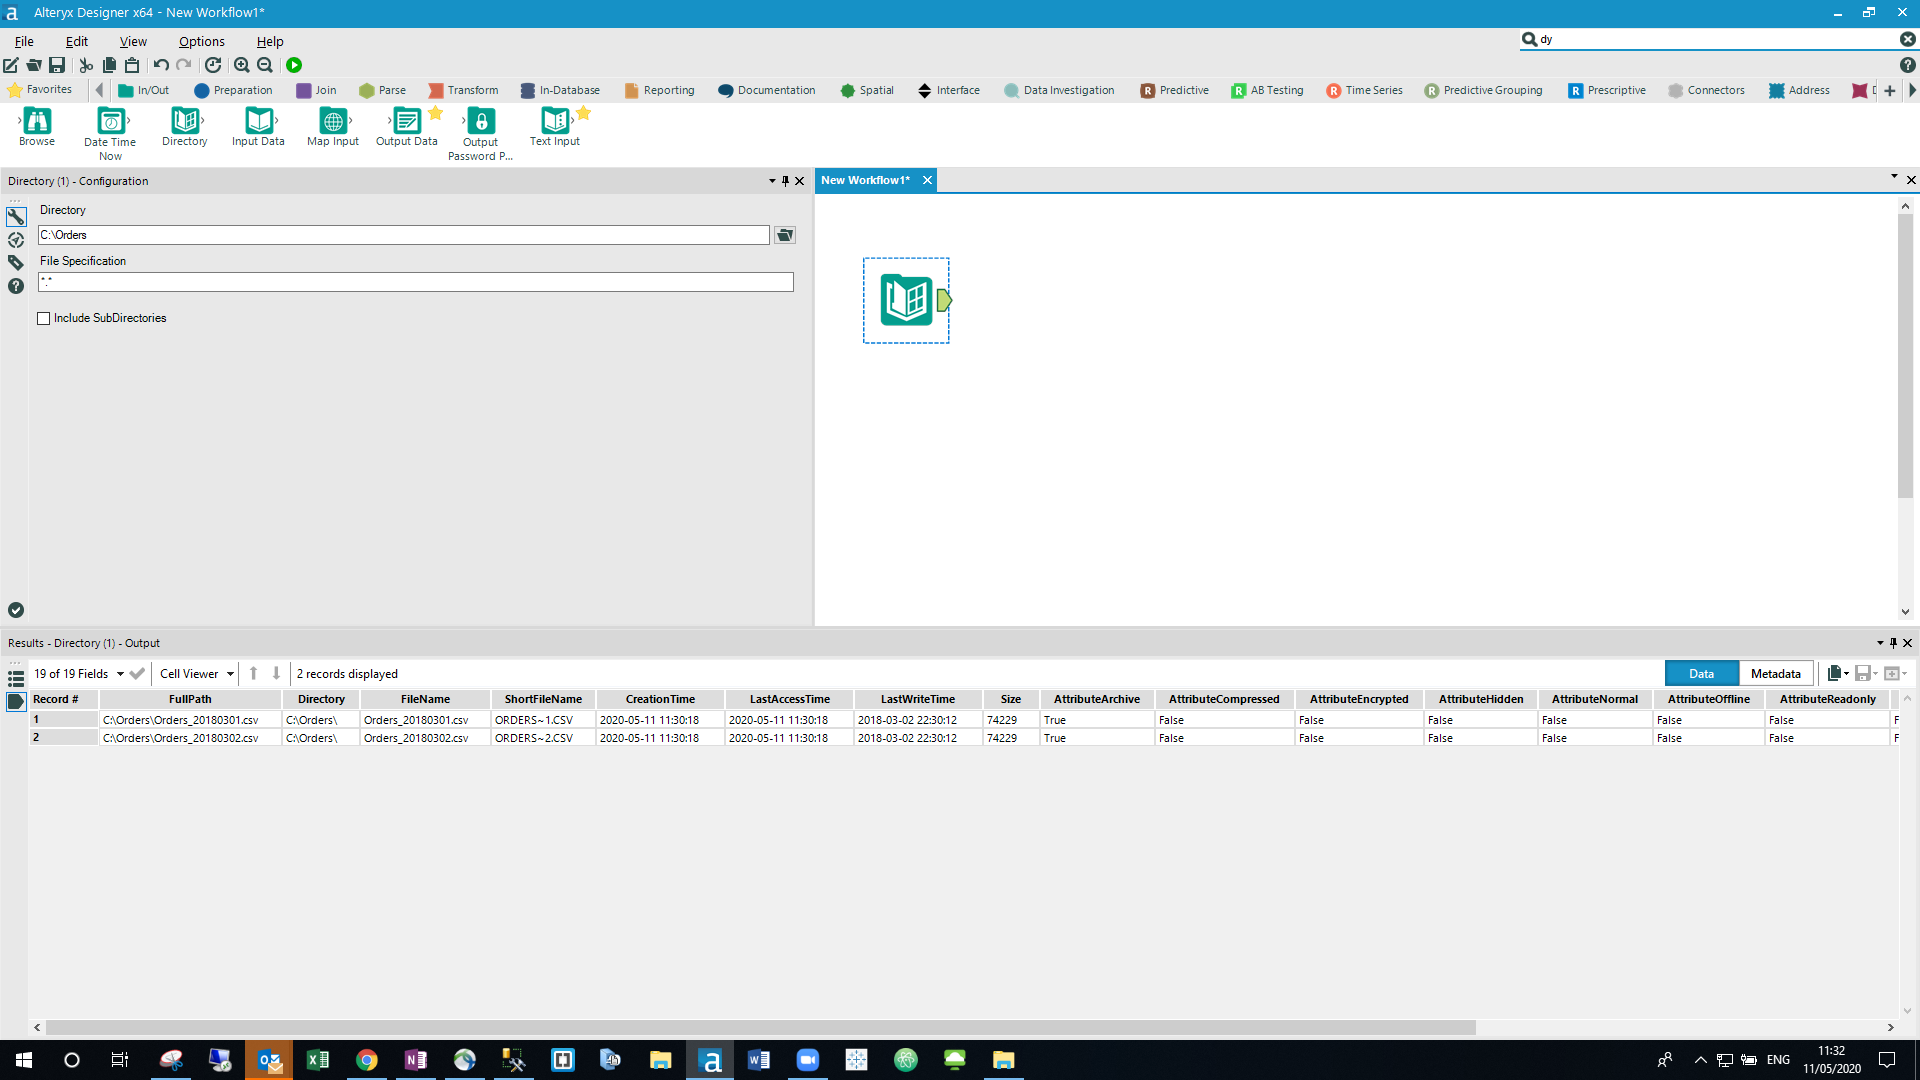 Alteryx Designer x64 - New Workflow1*
File Edit View Options Help
dy
Favorites In/Out Preparation Join Parse Transform In-Database Reporting Documentation Spatial Interface Data Investigation Predictive AB Testing Time Series Predictive Grouping Prescriptive Connectors Address
Browse Date Time Now Directory Input Data Map Input Output Data Output Password P... Text Input
Directory (1) - Configuration
New Workflow1*
Directory
C:\Orders
File Specification
*.*
Include SubDirectories
Results - Directory (1) - Output
19 of 19 Fields Cell Viewer 2 records displayed Data Metadata
Record # FullPath Directory FileName ShortFileName CreationTime LastAccessTime LastWriteTime Size AttributeArchive AttributeCompressed AttributeEncrypted AttributeHidden AttributeNormal AttributeOffline AttributeReadonly
1 C:\Orders\Orders_20180301.csv C:\Orders\ Orders_20180301.csv ORDERS~1.CSV 2020-05-11 11:30:18 2020-05-11 11:30:18 2018-03-02 22:30:12 74229 True False False False False False False F
2 C:\Orders\Orders_20180302.csv C:\Orders\ Orders_20180302.csv ORDERS~2.CSV 2020-05-11 11:30:18 2020-05-11 11:30:18 2018-03-02 22:30:12 74229 True False False False False False False F
ENG
11:32
11/05/2020